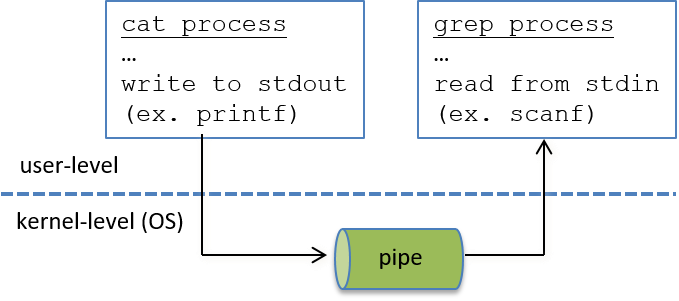 cat process
…
write to stdout
(ex. printf)
grep process
…
read from stdin
(ex. scanf)
user-level
kernel-level (OS)
pipe